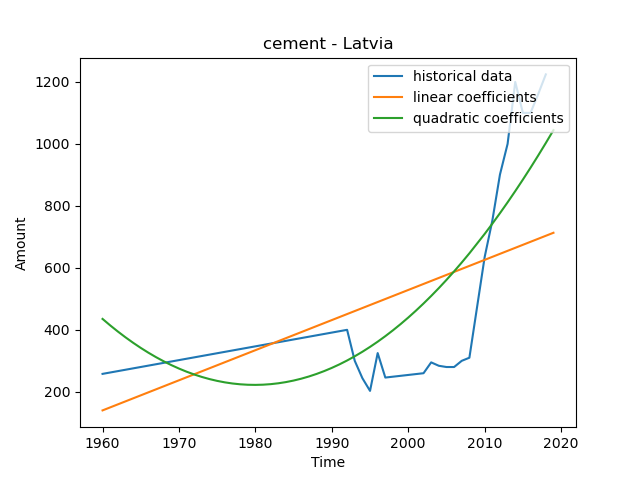 cement - Latvia
historical data
linear coefficients
quadratic coefficients
1200
1000
800
600
400
200
Amount
1960 1970 1980 1990 2000 2010 2020
Time